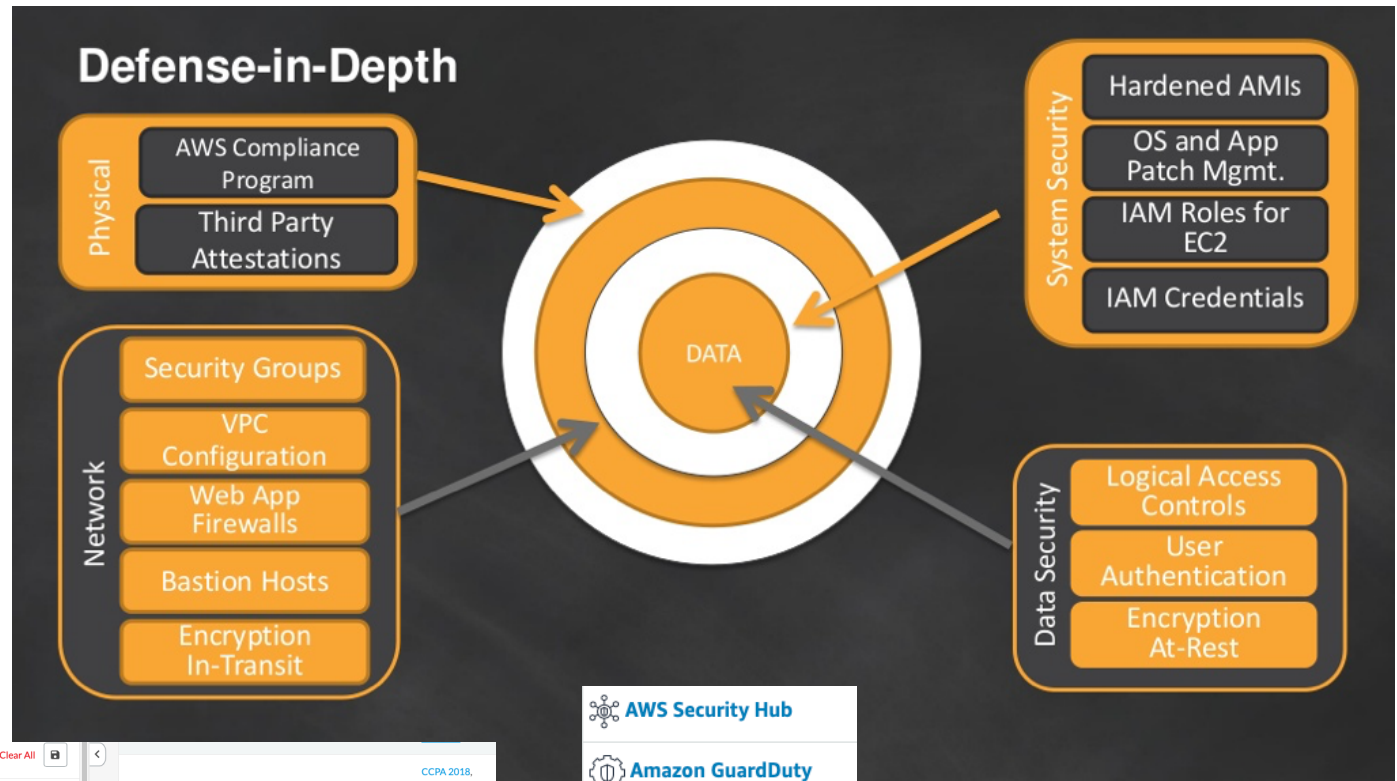 Defense-in-Depth
Physical
AWS Compliance
Program
Third Party
Attestations
Network
Security Groups
VPC
Configuration
Web App
Firewalls
Bastion Hosts
Encryption
In-Transit
DATA
System Security
Hardened AMIs
OS and App
Patch Mgmt.
IAM Roles for
EC2
IAM Credentials
Data Security
Logical Access
Controls
User
Authentication
Encryption
At-Rest
AWS Security Hub
Amazon GuardDuty
Clear All
CCPA 2018,